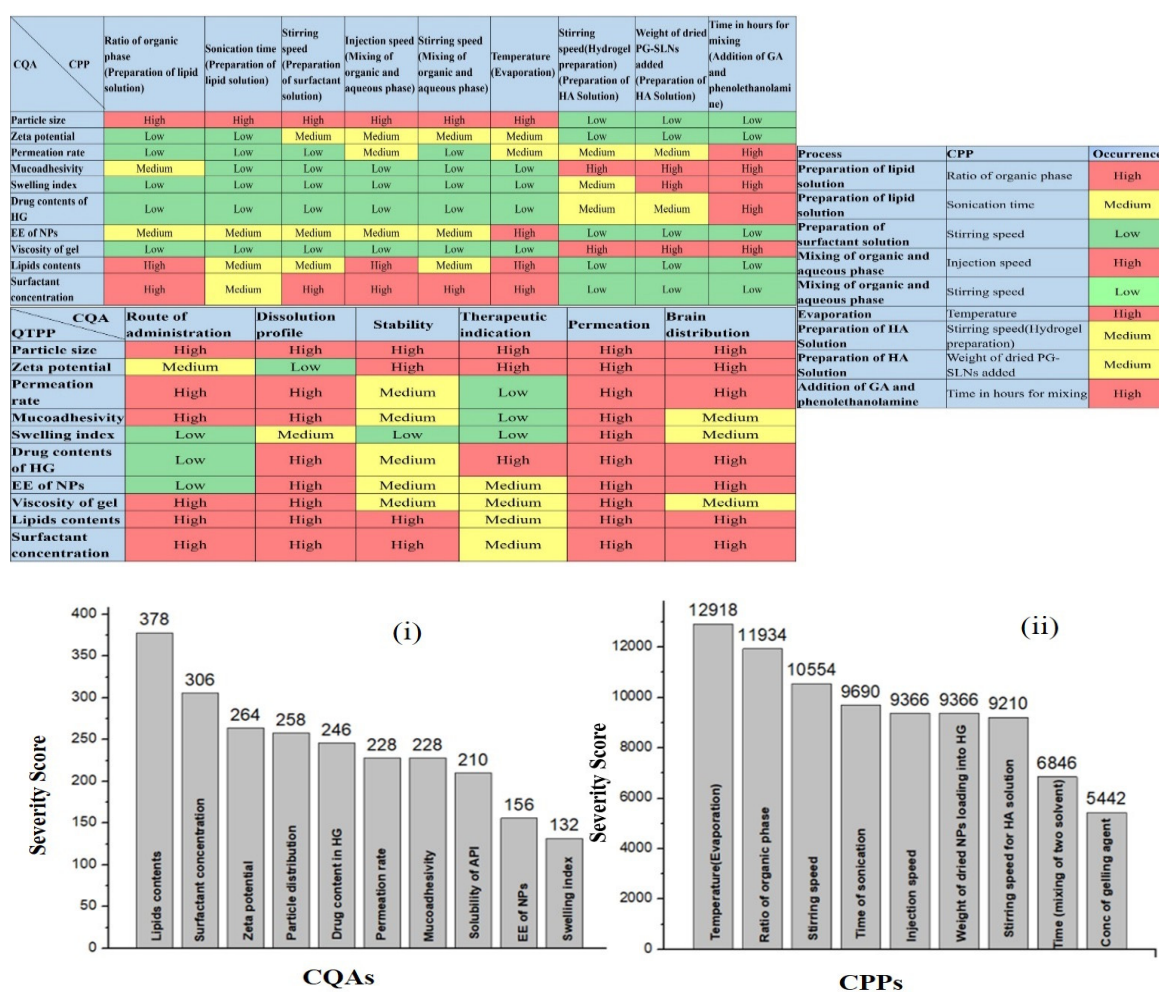 CQA CPP
Ratio of organic
phase
(Preparation of lipid
solution)
Sonication time
(Preparation of
lipid solution)
Stirring
speed
(Preparation
of surfactant
solution)
Injection speed
(Mixing of
organic and
aqueous phase)
Stirring speed
(Mixing of
organic and
aqueous phase)
Temperature
(Evaporation)
Stirring
speed(Hydrogel
preparation)
(Preparation of
HA Solution)
Weight of dried
PG-SLNs
added
(Preparation of
HA Solution)
Time in hours for
mixing
(Addition of GA
and
phenolethanolami
ne)
Particle size High High High High High High Low Low Low
Zeta potential Low Low Medium Medium Medium Medium Low Low Low
Permeation rate Low Low Low Medium Low Medium Medium Medium High
Mucoadhesivity Medium Low Low Low Low Low High High High
Swelling index Low Low Low Low Low Low Medium High High
Drug contents of
HG Low Low Low Low Low Low Medium Medium High
EE of NPs Medium Medium Medium Medium Medium High Low Low Low
Viscosity of gel Low Low Low Low Low Low High High High
Lipids contents High Medium Medium High Medium High Low Low Low
Surfactant
concentration High Medium High High High High Low Low Low
Process CPP Occurrence
Preparation of lipid
solution Ratio of organic phase High
Preparation of lipid
solution Sonication time Medium
Preparation of
surfactant solution Stirring speed Low
Mixing of organic and
aqueous phase Injection speed High
Mixing of organic and
aqueous phase Stirring speed Low
Evaporation Temperature High
Preparation of HA
Solution Stirring speed(Hydrogel
preparation) Medium
Preparation of HA
Solution Weight of dried PG-
SLNs added Medium
Addition of GA and
phenolethanolamine Time in hours for mixing High
CQA
QTPP
Route of
administration
Dissolution
profile
Stability
Therapeutic
indication
Permeation
Brain
distribution
Particle size High High High High High High
Zeta potential Medium Low High High High High
Permeation
rate High High Medium Low High High
Mucoadhesivity High High Medium Low High Medium
Swelling index Low Medium Low Low High Medium
Drug contents
of HG Low High Medium High High High
EE of NPs Low High Medium Medium High High
Viscosity of gel High High Medium Medium High Medium
Lipids contents High High High Medium High High
Surfactant
concentration High High High Medium High High
(i)
Severity Score
400
350
300
250
200
150
100
50
0
378
306
264
258
246
228
228
210
156
132
Lipids contents
Surfactant concentration
Zeta potential
Particle distribution
Drug content in HG
Permeation rate
Mucoadhesivity
Solubility of API
EE of NPs
Swelling index
CQAs
(ii)
Severity Score
12000
10000
8000
6000
4000
2000
0
12918
11934
10554
9690
9366
9366
9210
6846
5442
Temperature(Evaporation)
Ratio of organic phase
Stirring speed
Time of sonication
Injection speed
Weight of dried NPs loading into HG
Stirring speed for HA solution
Time (mixing of two solvent)
Conc of gelling agent
CPPs